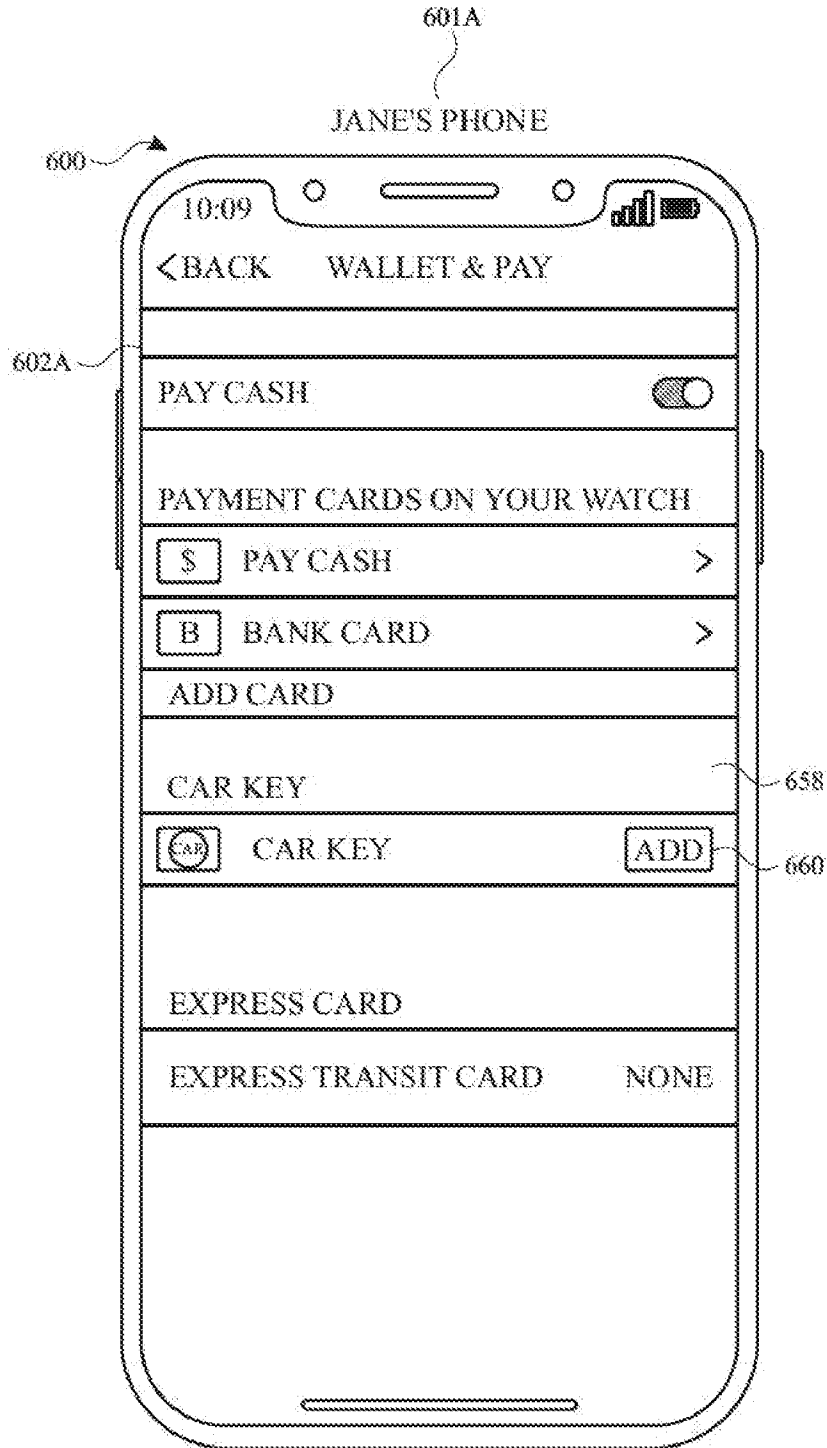 601A
JANE'S PHONE
600
10:09
<BACK WALLET & PAY
602A
PAY CASH
PAYMENT CARDS ON YOUR WATCH
$ PAY CASH >
B BANK CARD >
ADD CARD
658
CAR KEY
CAR CAR KEY ADD
660
EXPRESS CARD
EXPRESS TRANSIT CARD NONE